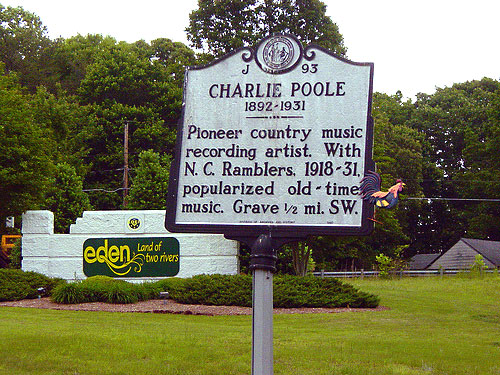 J 93
CHARLIE POOLE
1892-1931
Pioneer country music
recording artist. With
N. C. Ramblers, 1918-31,
popularized old-time
music. Grave ½ mi. SW.
eden
Land of
two rivers